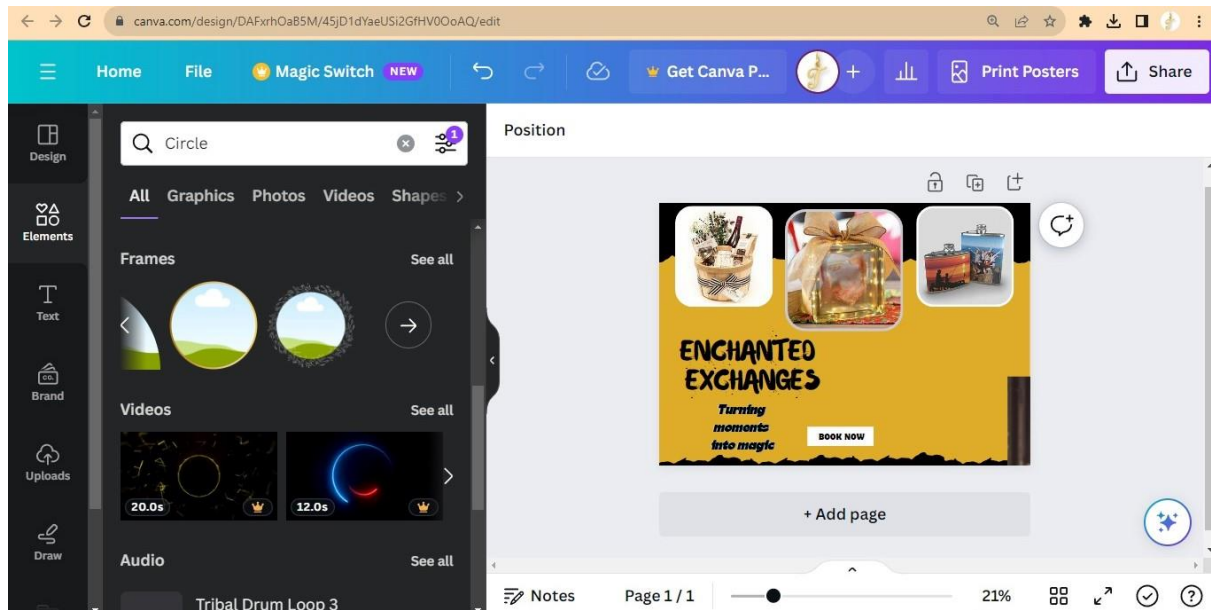 canva.com/design/DAFxrhOaB5M/45jD1dYaeUSi2GfHV0OoAQ/edit
Home File Magic Switch NEW Get Canva P... + Print Posters Share
Design
Elements
Text
Brand
CO.
Uploads
Draw
Circle
1
All Graphics Photos Videos Shapes
Frames See all
Videos See all
20.0s 12.0s
Audio See all
Tribal Drum Loop 3
Position
ENCHANTED
EXCHANGES
Turning
moments
into magic
BOOK NOW
+ Add page
Notes Page 1 / 1 21%